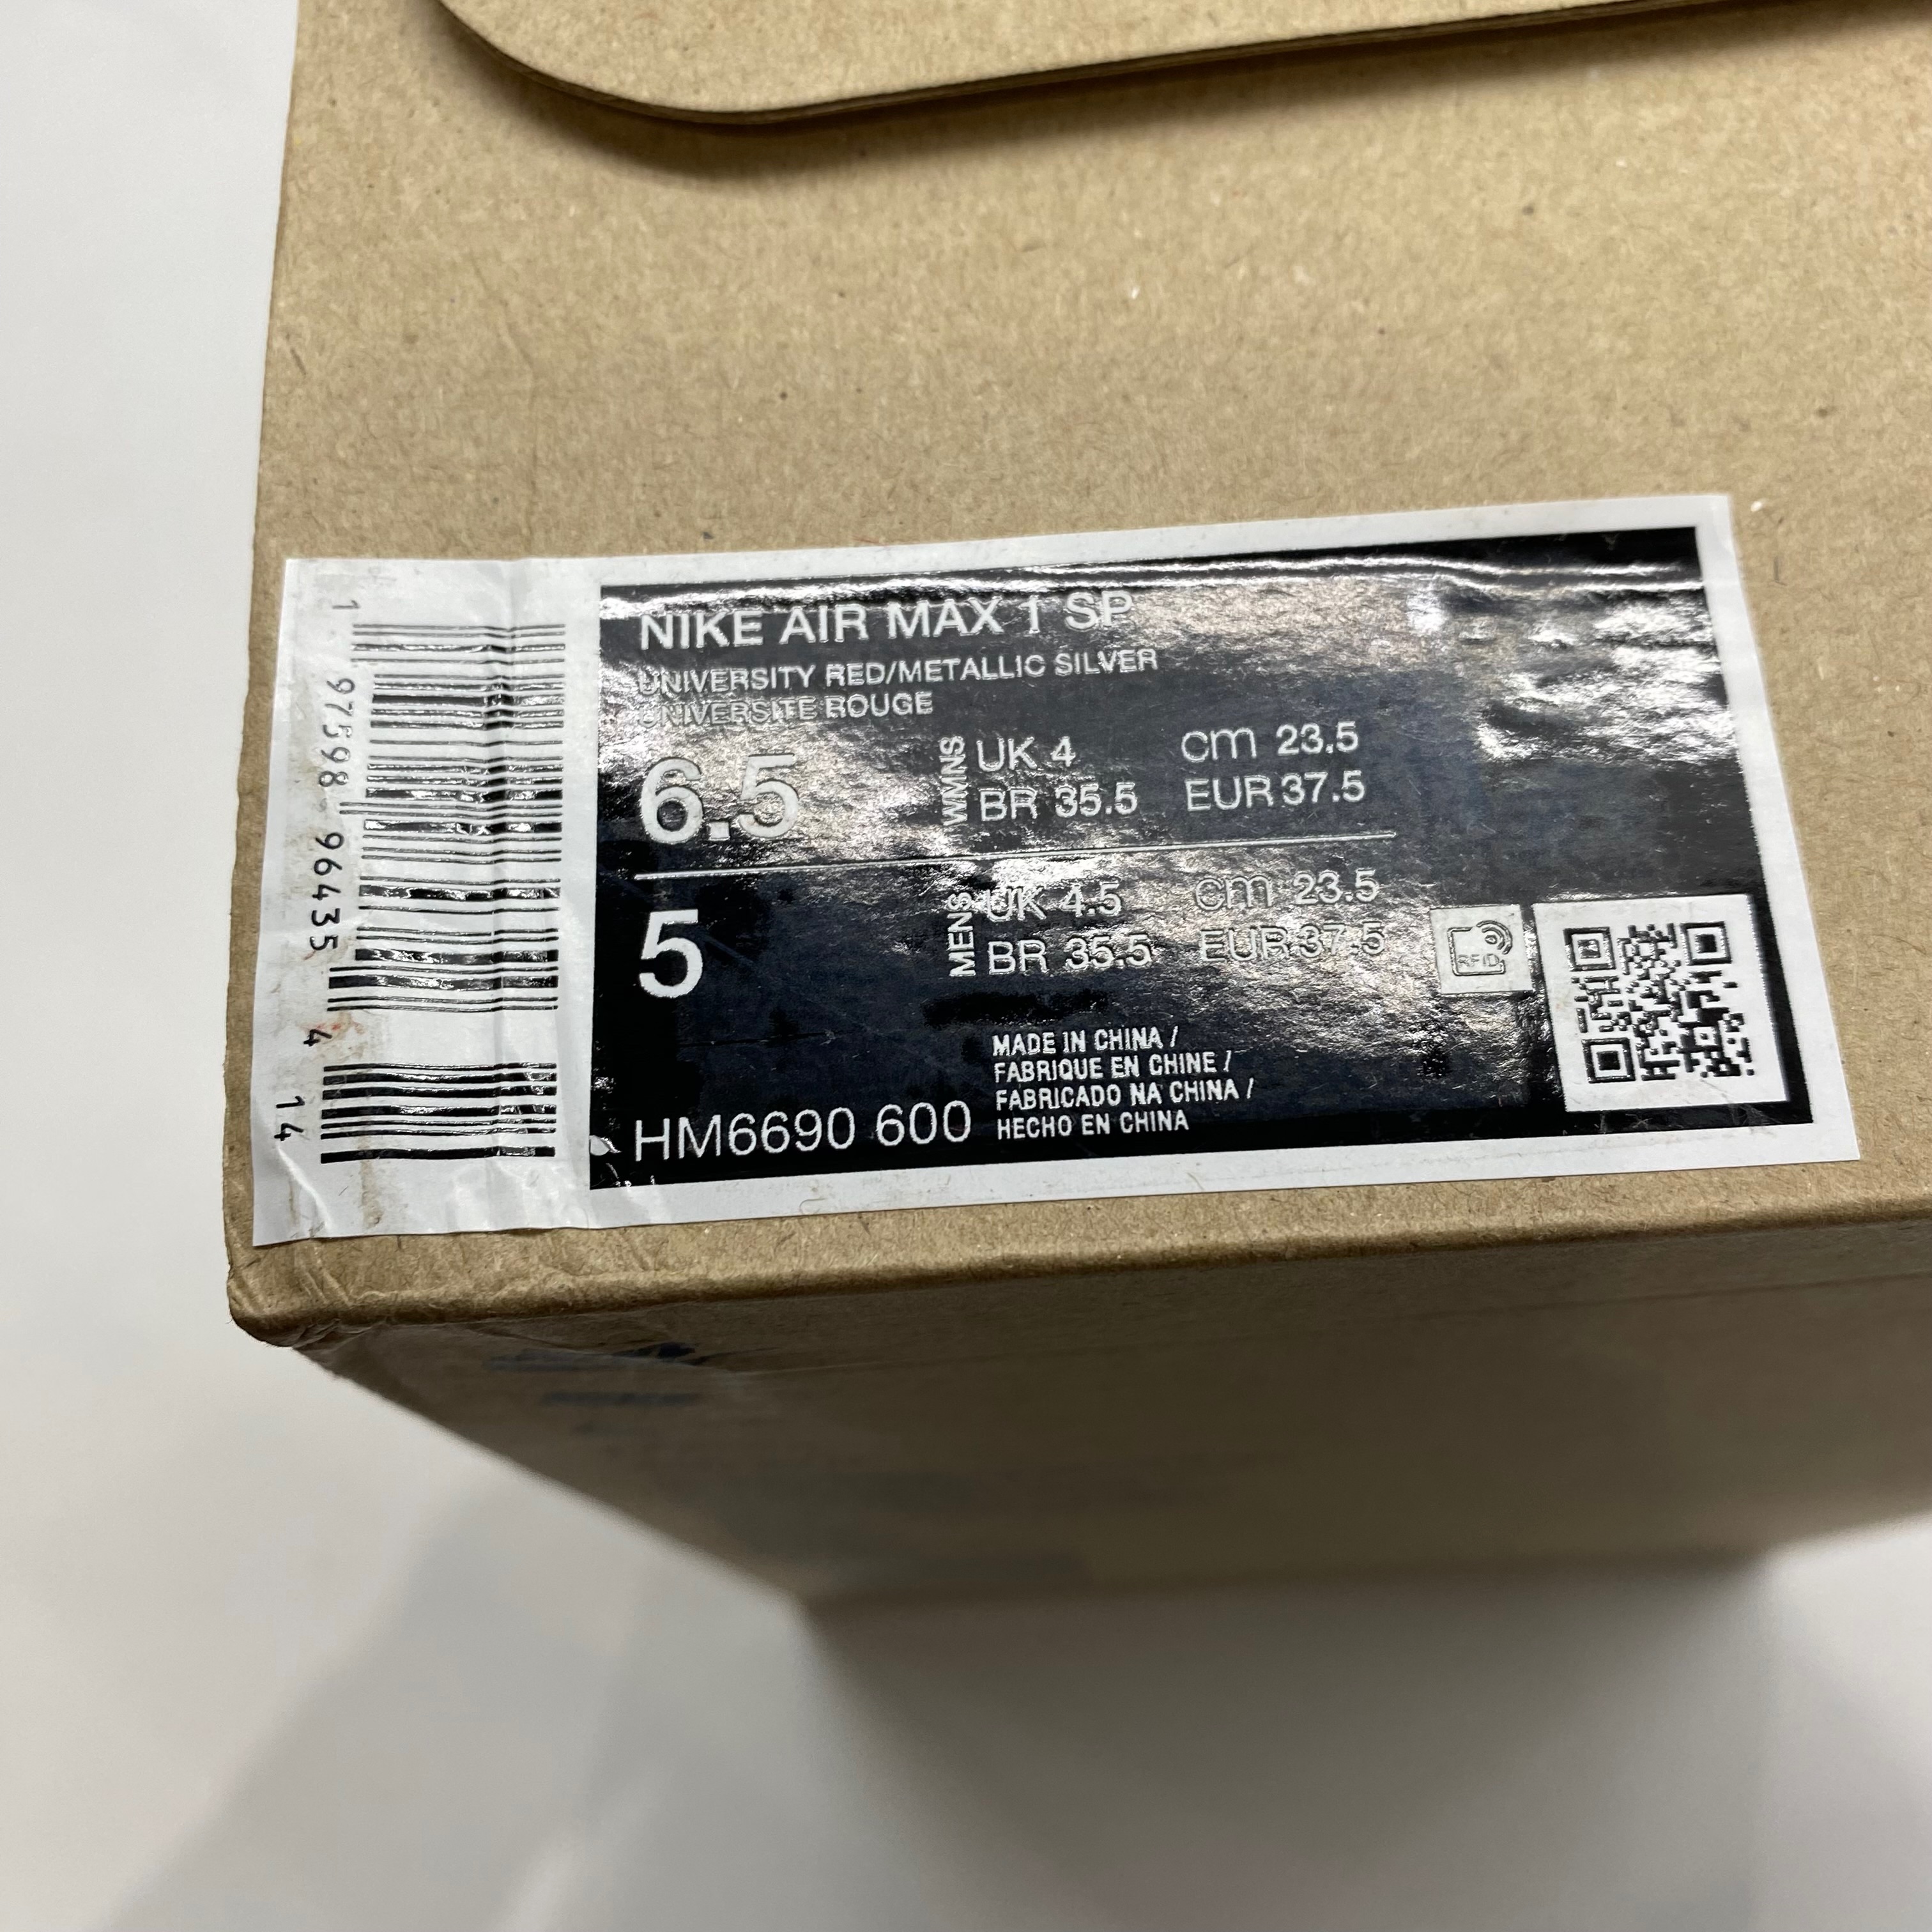 NIKE AIR MAX 1 SP
UNIVERSITY RED/METALLIC SILVER
UNIVERSITE ROUGE
6.5
WMNS
UK 4 cm 23.5
BR 35.5 EUR 37.5
5
MENS
UK 4.5 cm 23.5
BR 35.5 EUR 37.5
RFID
MADE IN CHINA /
FABRIQUE EN CHINE /
FABRICADO NA CHINA /
HECHO EN CHINA
HM6690 600
1 97598 96435 4 14